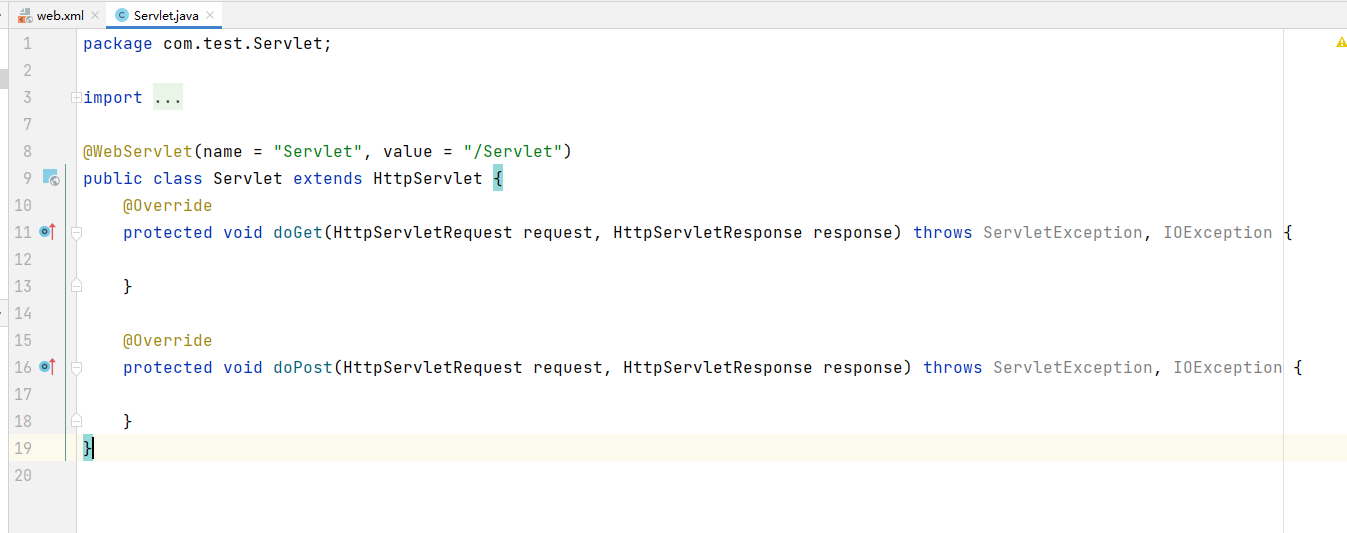 web.xml
Servlet.java
1 package com.test.Servlet;
2
3 import ...
7
8 @WebServlet(name = "Servlet", value = "/Servlet")
9 public class Servlet extends HttpServlet {
10 @Override
11 protected void doGet(HttpServletRequest request, HttpServletResponse response) throws ServletException, IOException {
12
13 }
14
15 @Override
16 protected void doPost(HttpServletRequest request, HttpServletResponse response) throws ServletException, IOException {
17
18 }
19 }
20